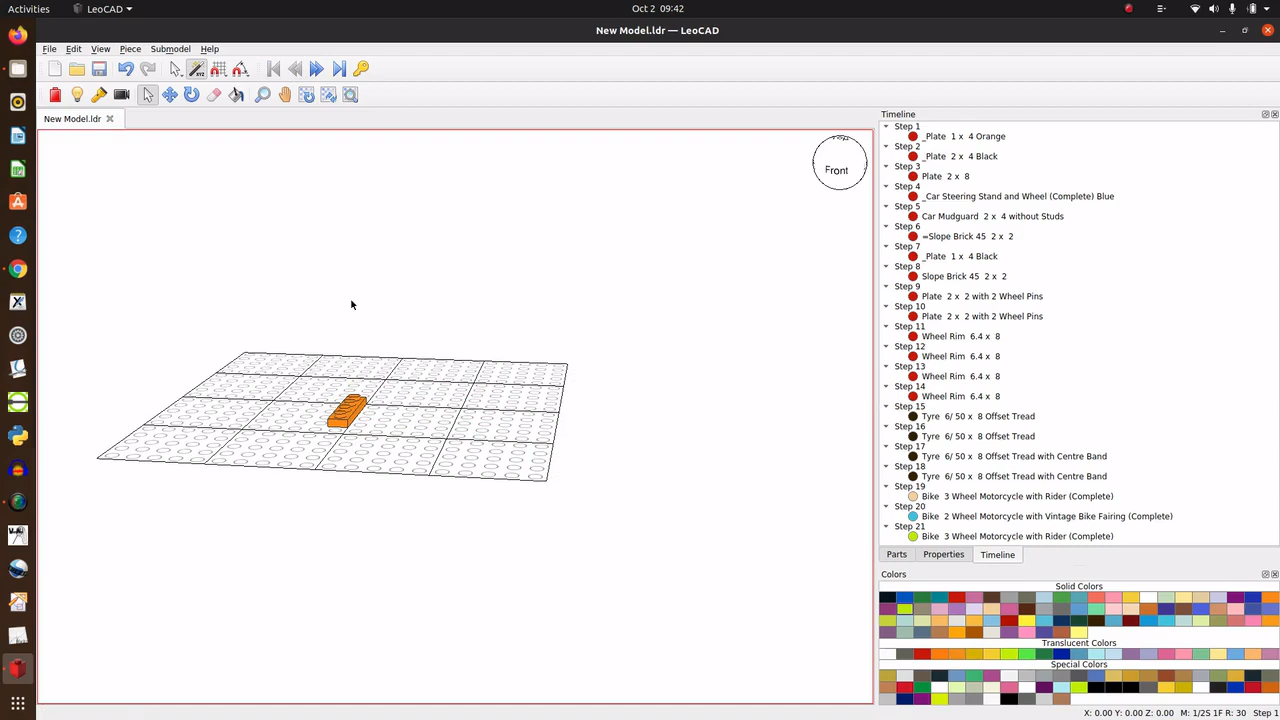 Activities
LeoCAD
Oct 2 09:42
New Model.ldr — LeoCAD
File Edit View Piece Submodel Help
New Model.ldr
Front
Timeline
Step 1
_Plate 1 x 4 Orange
Step 2
_Plate 2 x 4 Black
Step 3
Plate 2 x 8
Step 4
_Car Steering Stand and Wheel (Complete) Blue
Step 5
Car Mudguard 2 x 4 without Studs
Step 6
=Slope Brick 45 2 x 2
Step 7
_Plate 1 x 4 Black
Step 8
Slope Brick 45 2 x 2
Step 9
Plate 2 x 2 with 2 Wheel Pins
Step 10
Plate 2 x 2 with 2 Wheel Pins
Step 11
Wheel Rim 6.4 x 8
Step 12
Wheel Rim 6.4 x 8
Step 13
Wheel Rim 6.4 x 8
Step 14
Wheel Rim 6.4 x 8
Step 15
Tyre 6/ 50 x 8 Offset Tread
Step 16
Tyre 6/ 50 x 8 Offset Tread
Step 17
Tyre 6/ 50 x 8 Offset Tread with Centre Band
Step 18
Tyre 6/ 50 x 8 Offset Tread with Centre Band
Step 19
Bike 3 Wheel Motorcycle with Rider (Complete)
Step 20
Bike 2 Wheel Motorcycle with Vintage Bike Fairing (Complete)
Step 21
Bike 3 Wheel Motorcycle with Rider (Complete)
Parts Properties Timeline
Colors
Solid Colors
Translucent Colors
Special Colors
X: 0.00 Y: 0.00 Z: 0.00 M: 1/2S 1F R: 30 Step 1